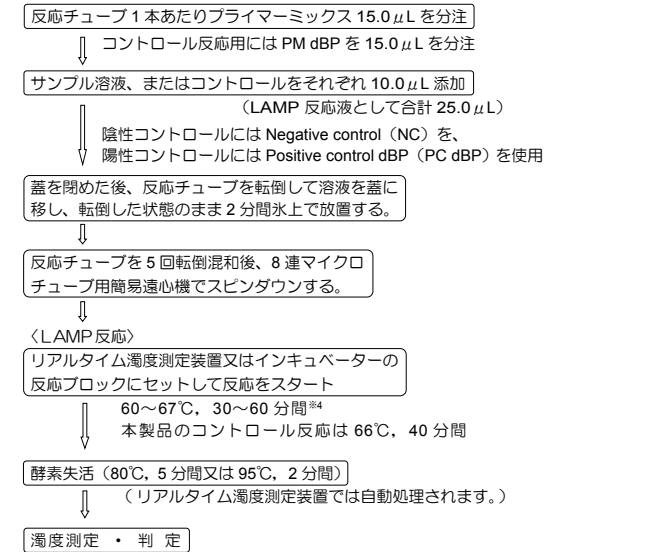 反応チューブ 1 本あたりプライマーミックス 15.0 μL を分注
コントロール反応用には PM dBP を 15.0 μL を分注
サンプル溶液、またはコントロールをそれぞれ 10.0 μL 添加
（LAMP 反応液として合計 25.0 μL）
陰性コントロールには Negative control（NC）を、
陽性コントロールには Positive control dBP（PC dBP）を使用
蓋を閉めた後、反応チューブを転倒して溶液を蓋に
移し、転倒した状態のまま 2 分間氷上で放置する。
反応チューブを 5 回転倒混和後、8 連マイクロ
チューブ用簡易遠心機でスピンダウンする。
〈LAMP 反応〉
リアルタイム濁度測定装置又はインキュベーターの
反応ブロックにセットして反応をスタート
60～67℃，30～60 分間※4
本製品のコントロール反応は 66℃，40 分間
酵素失活（80℃，5 分間又は 95℃，2 分間）
（リアルタイム濁度測定装置では自動処理されます。）
濁度測定 ・ 判 定